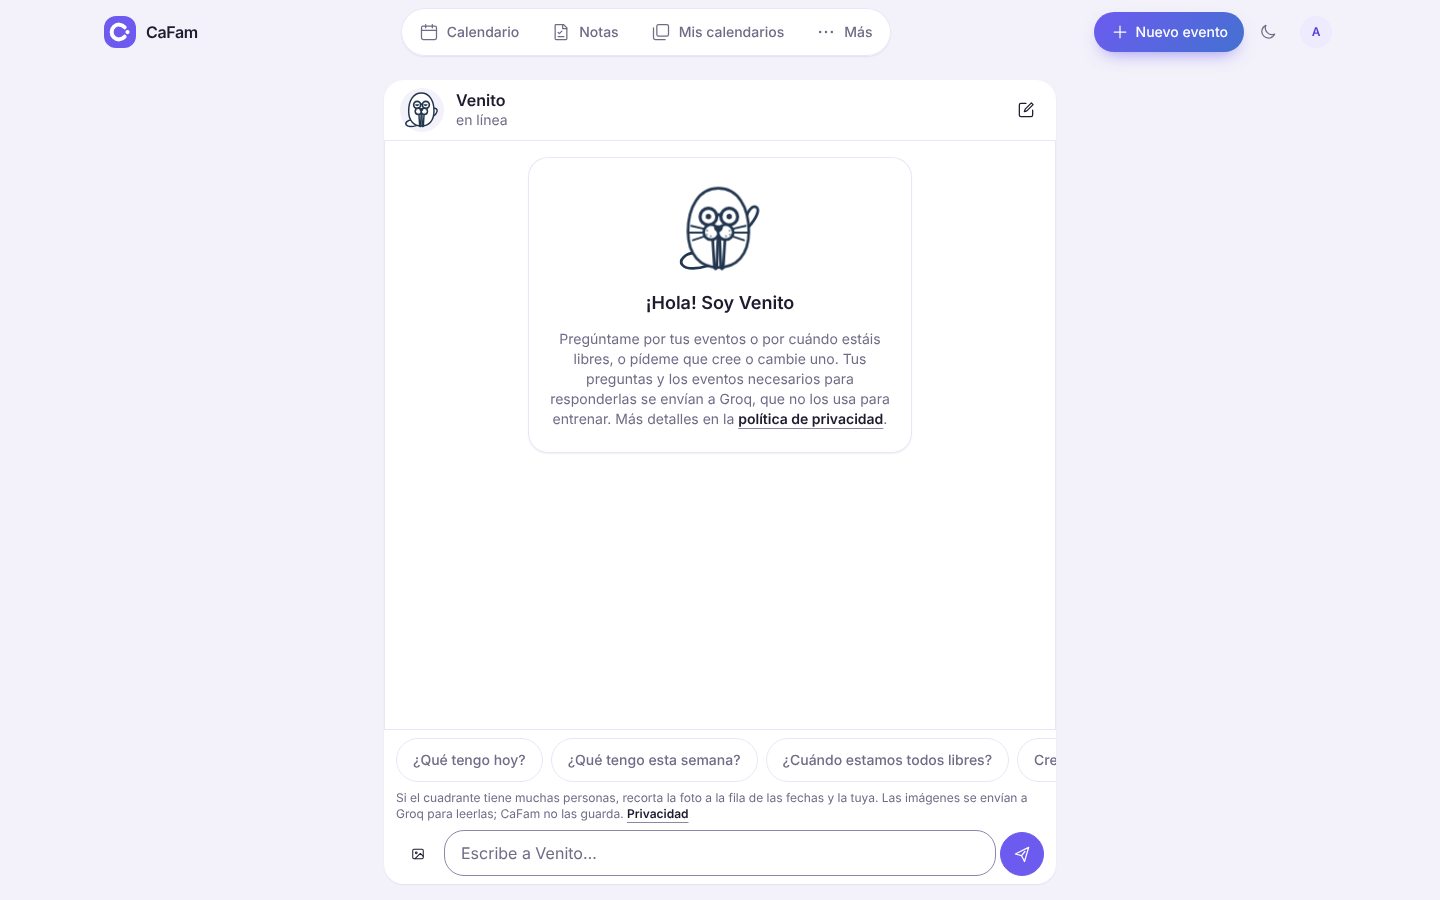 CaFam
Calendario
Notas
Mis calendarios
Más
Nuevo evento
A
Venito
en línea
¡Hola! Soy Venito
Pregúntame por tus eventos o por cuándo estáis
libres, o pídeme que cree o cambie uno. Tus
preguntas y los eventos necesarios para
responderlas se envían a Groq, que no los usa para
entrenar. Más detalles en la política de privacidad.
¿Qué tengo hoy?
¿Qué tengo esta semana?
¿Cuándo estamos todos libres?
Cre
Si el cuadrante tiene muchas personas, recorta la foto a la fila de las fechas y la tuya. Las imágenes se envían a
Groq para leerlas; CaFam no las guarda. Privacidad
Escribe a Venito...